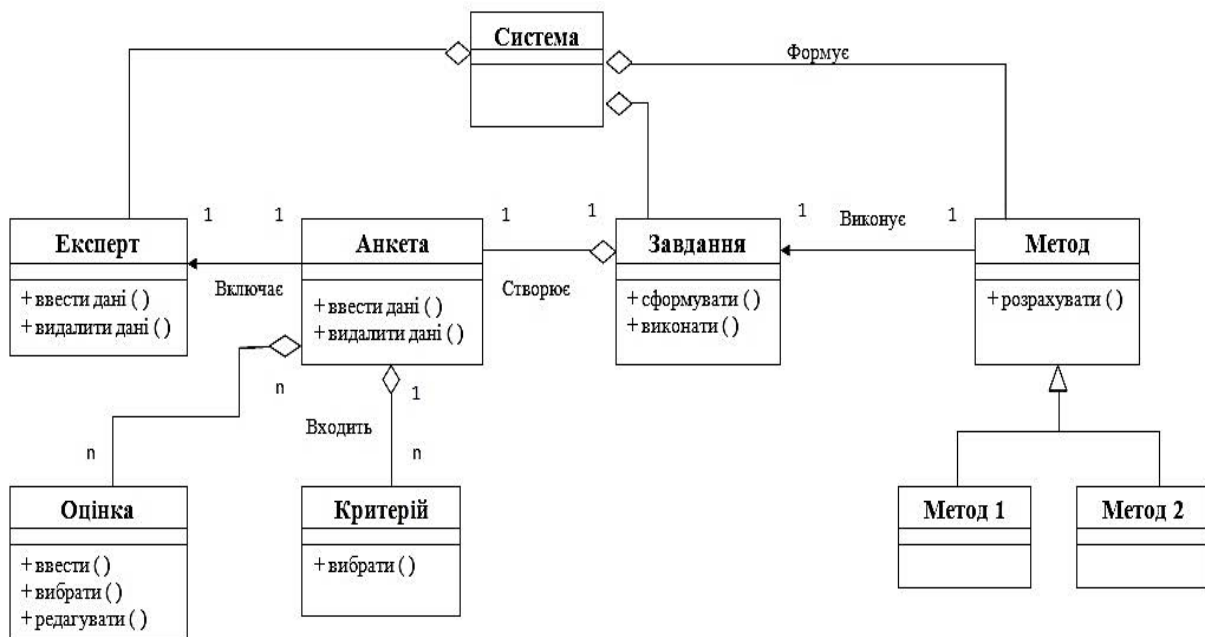 Система
Формує
1 1 1 1 1 Виконує 1
Експерт
Анкета
Завдання
Метод
Включає
Створює
+ ввести дані ( )
+ видалити дані ( )
+ ввести дані ( )
+ видалити дані ( )
+ сформувати ( )
+ виконати ( )
+ розрахувати ( )
n
1
Входить
n
n
Оцінка
Критерій
Метод 1
Метод 2
+ ввести ( )
+ вибрати ( )
+ редагувати ( )
+ вибрати ( )